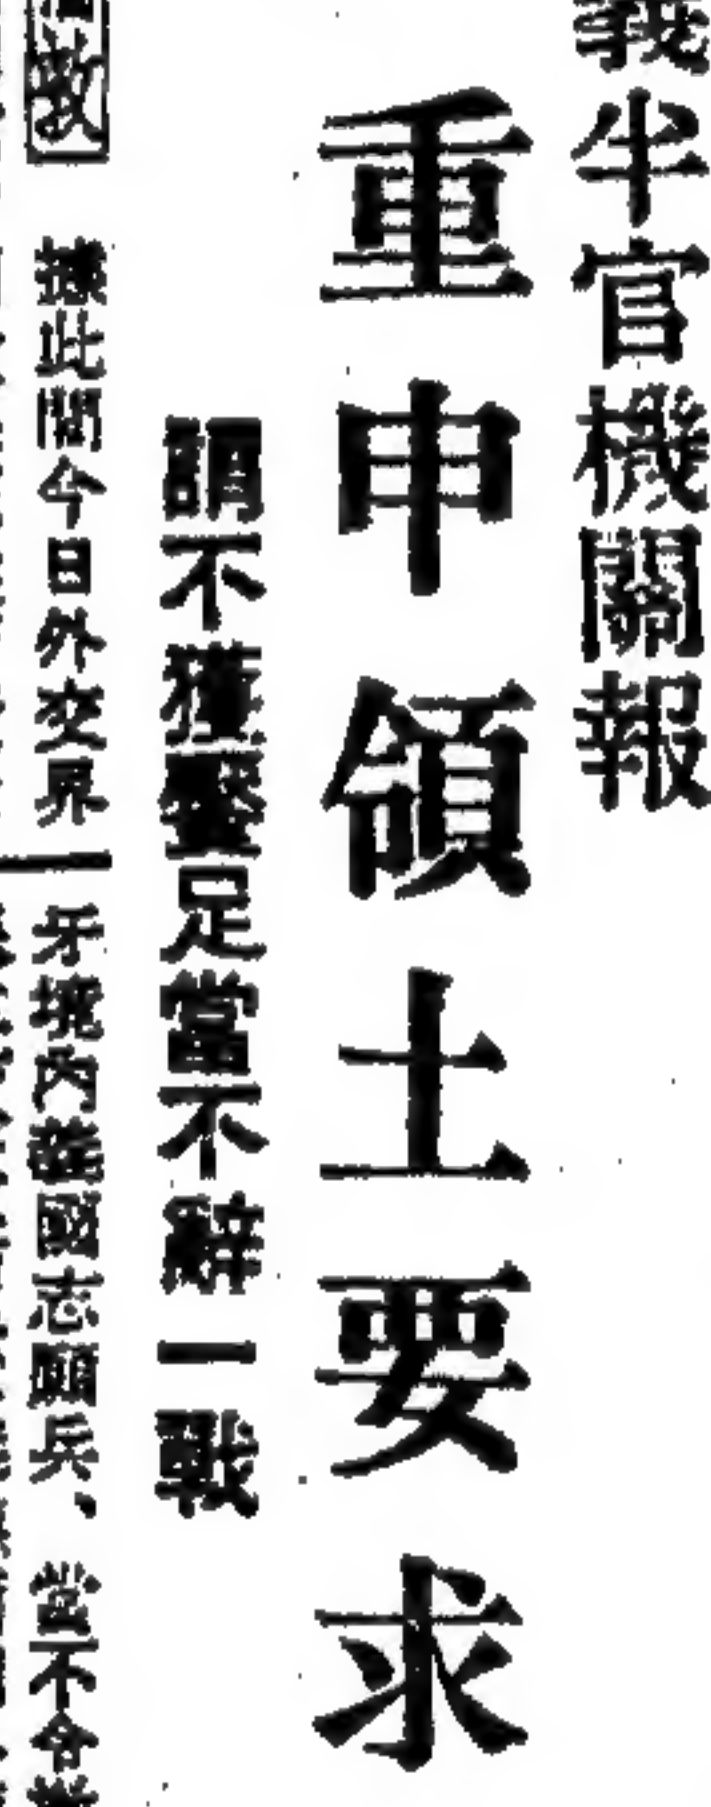 義半官機關報
重申領土要求
謂不獲饜足當不辭一戰
據此間今日外交界
牙境內義國志願兵、當不令